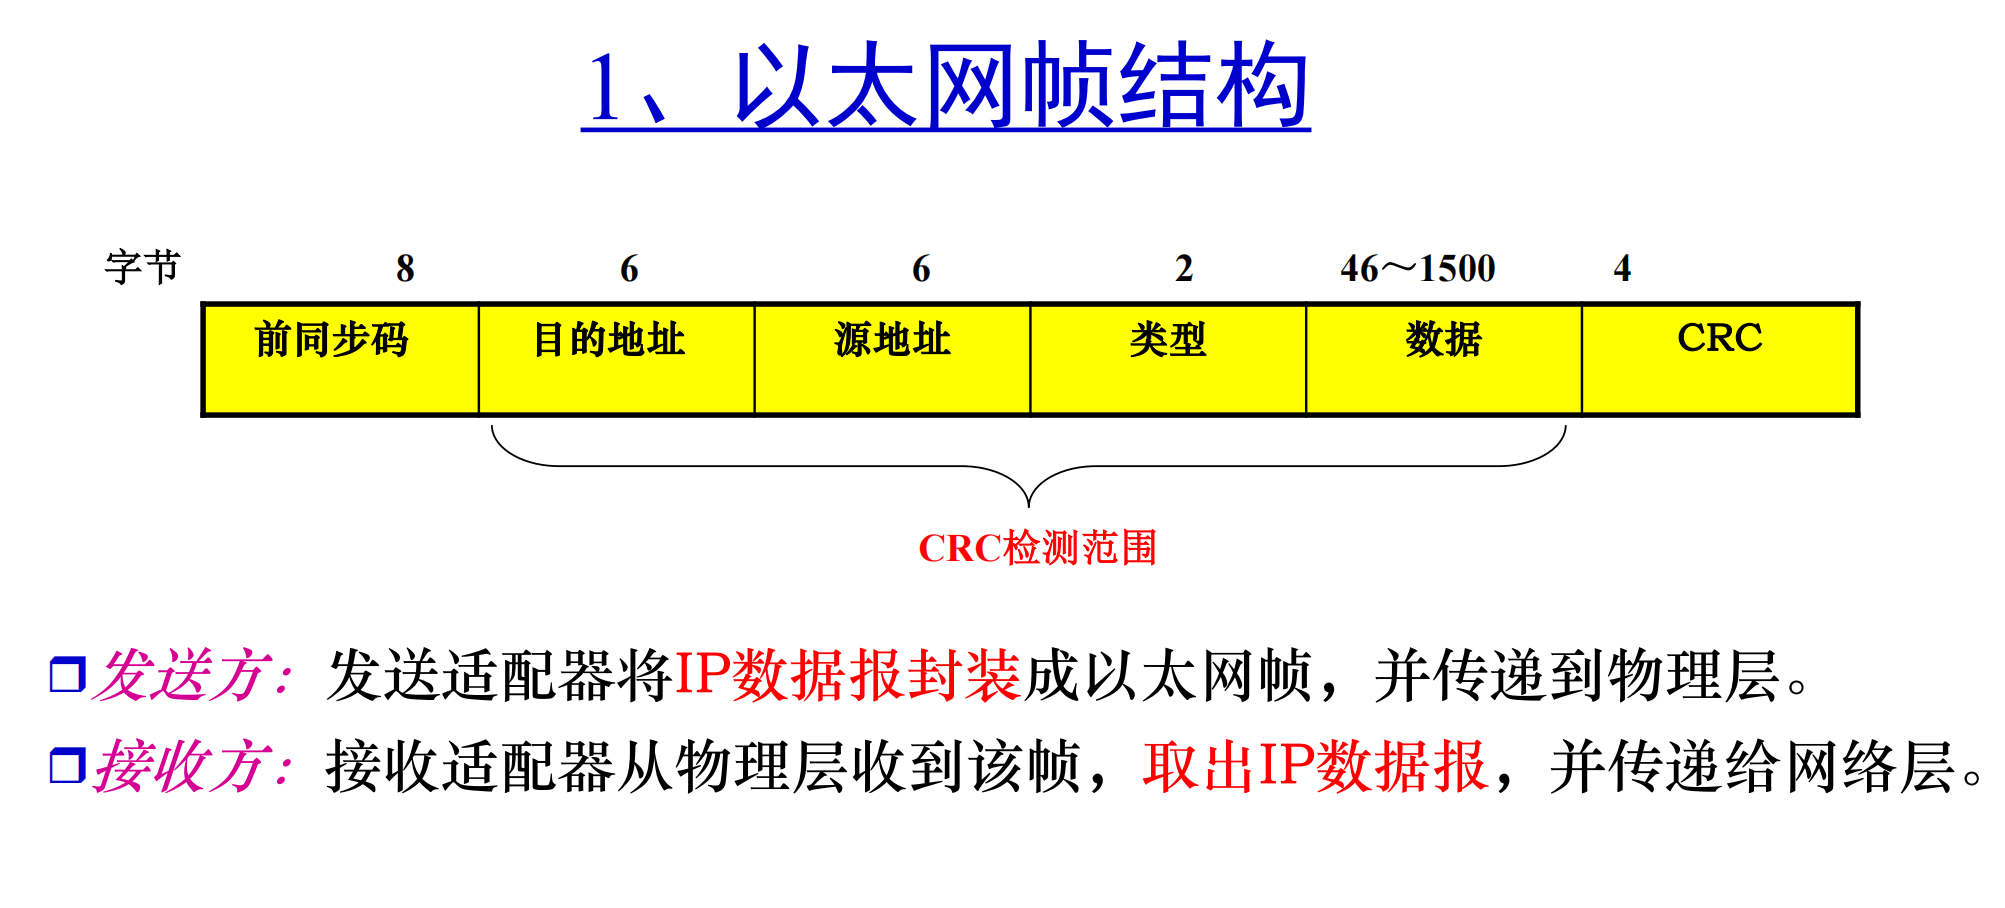 1、以太网帧结构
字节 8 6 6 2 46～1500 4
前同步码 目的地址 源地址 类型 数据 CRC
CRC检测范围
发送方：发送适配器将IP数据报封装成以太网帧，并传递到物理层。
接收方：接收适配器从物理层收到该帧，取出IP数据报，并传递给网络层。